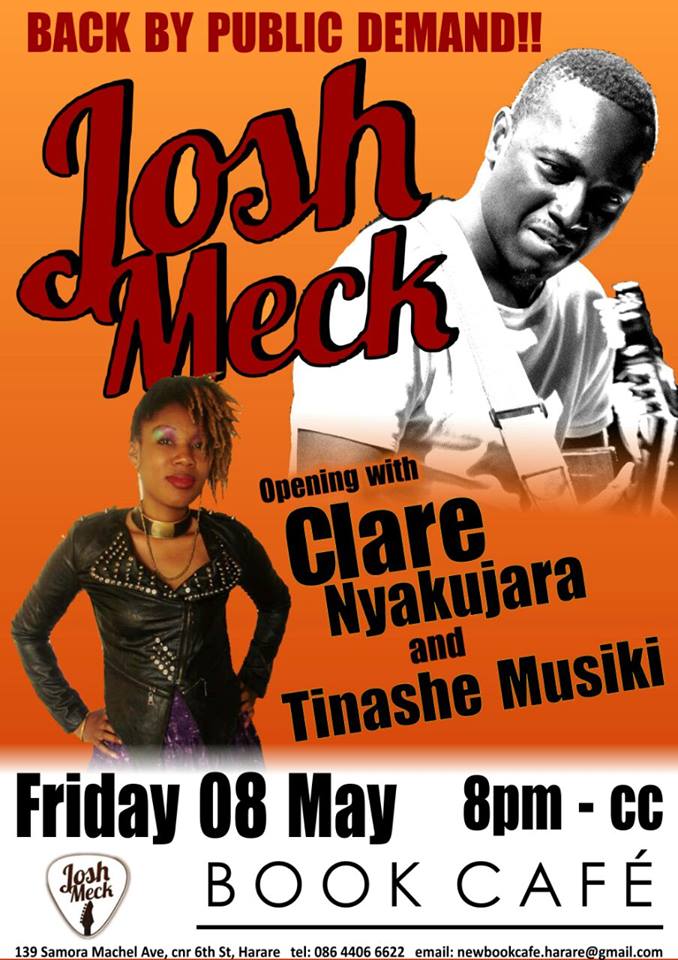 BACK BY PUBLIC DEMAND!!
Josh
Meck
Opening with
Clare
Nyakujara
and
Tinashe Musiki
Friday 08 May 8pm - cc
Josh
Meck
BOOK CAFÉ
139 Samora Machel Ave, cnr 6th St, Harare tel: 086 4406 6622 email: newbookcafe.harare@gmail.com